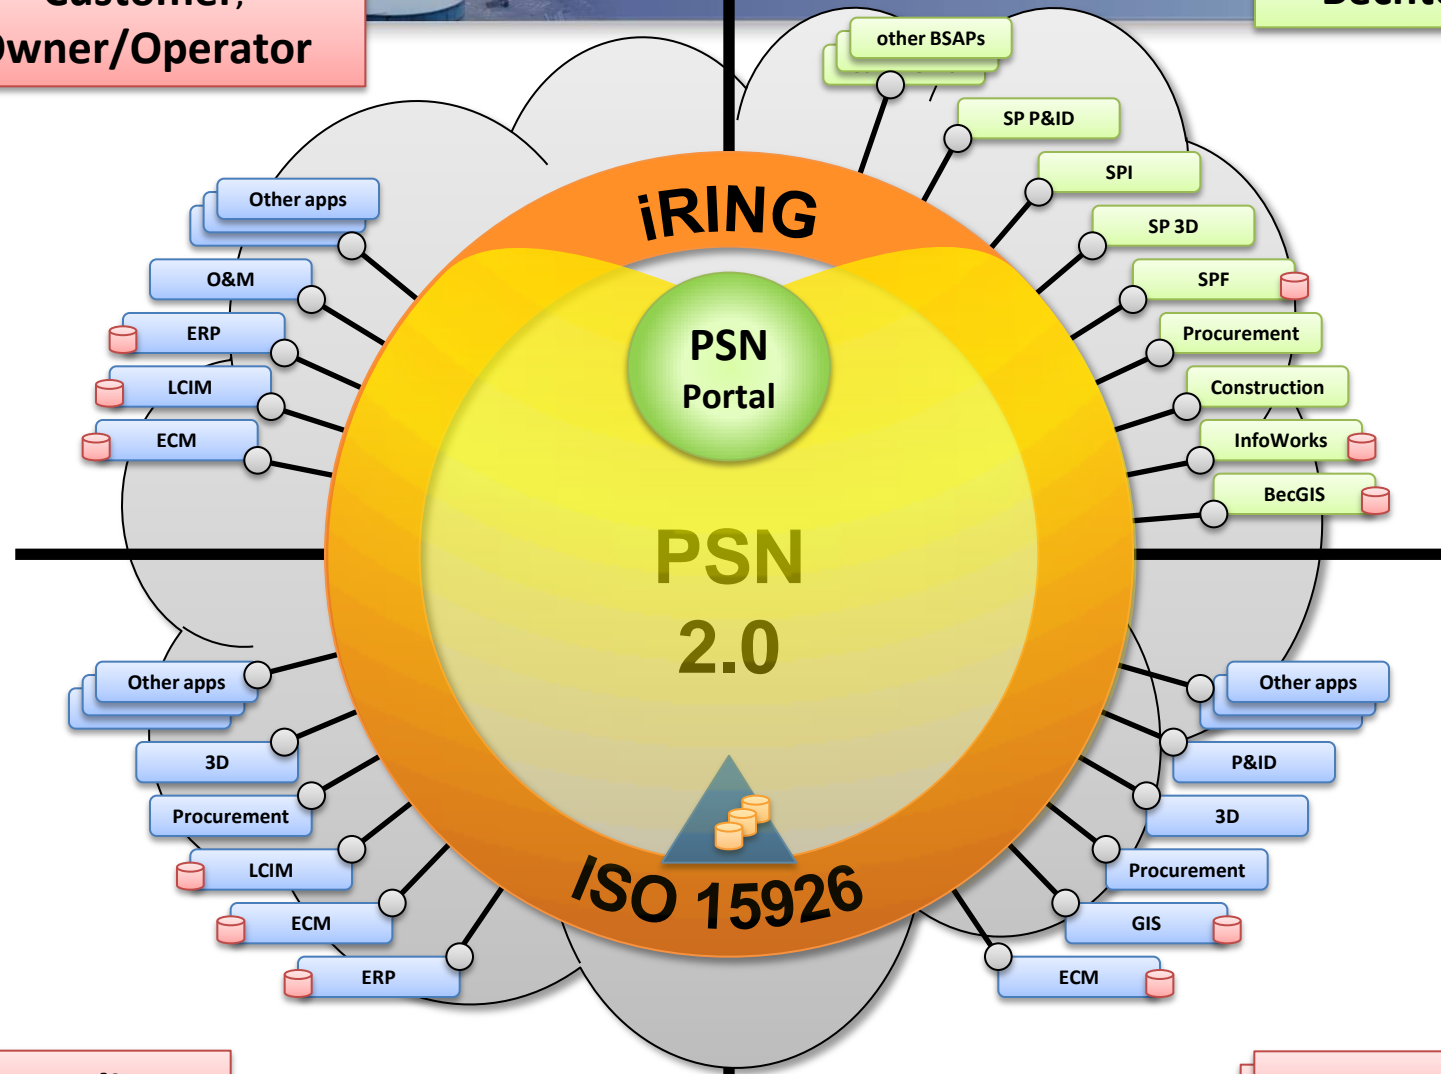 Owner/Operator
other BSAPs
SP P&ID
SPI
SP 3D
SPF
Procurement
Construction
InfoWorks
BecGIS
Other apps
O&M
ERP
LCIM
ECM
iRING
PSN
Portal
PSN
2.0
ISO 15926
Other apps
3D
Procurement
LCIM
ECM
ERP
Other apps
P&ID
3D
Procurement
GIS
ECM